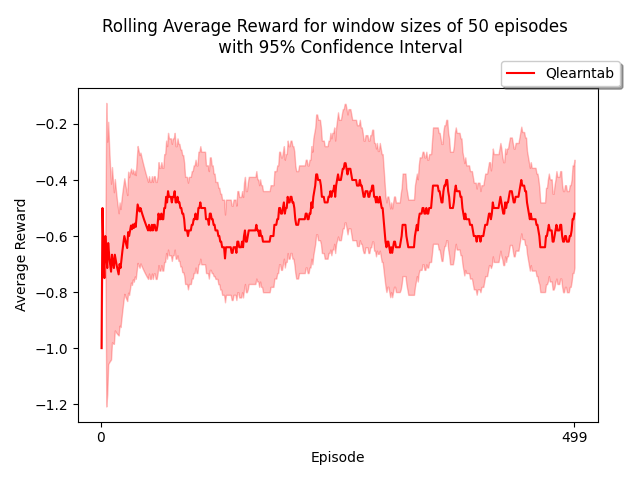 Rolling Average Reward for window sizes of 50 episodes
with 95% Confidence Interval
Qlearntab
−0.2
−0.4
−0.6
−0.8
−1.0
−1.2
Average Reward
0
499
Episode